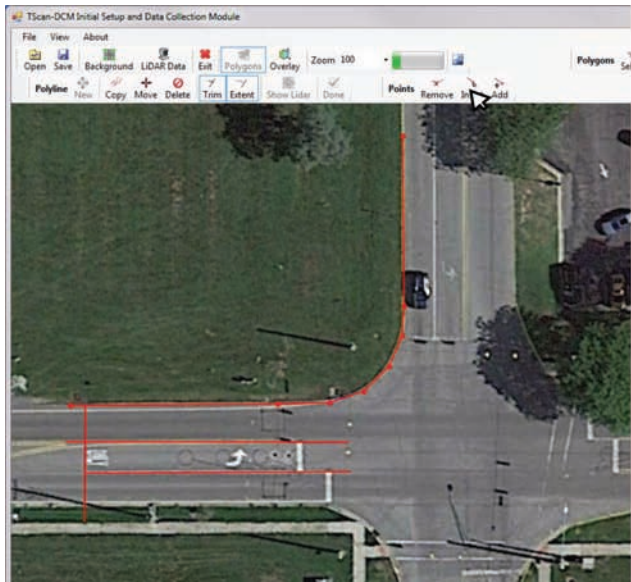 TScan-DCM Initial Setup and Data Collection Module
File View About
Open Save Background LiDAR Data Exit Polygons Overlay Zoom 100 Polygons
Polyline New Copy Move Delete Trim Extent Show Lidar Done Points Remove Add